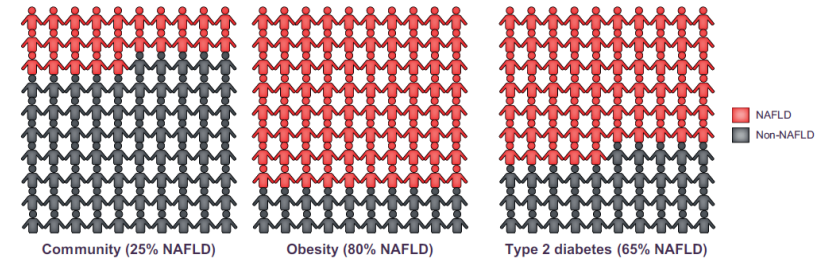 NAFLD
Non-NAFLD
Community (25% NAFLD)
Obesity (80% NAFLD)
Type 2 diabetes (65% NAFLD)